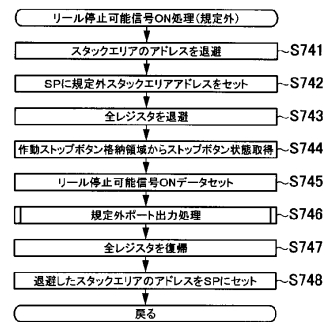 リール停止可能信号ON処理(規定外)
スタックエリアのアドレスを退避 S741
SPに規定外スタックエリアアドレスをセット S742
全レジスタを退避 S743
作動ストップボタン格納領域からストップボタン状態取得 S744
リール停止可能信号ONデータセット S745
規定外ポート出力処理 S746
全レジスタを復帰 S747
退避したスタックエリアのアドレスをSPにセット S748
戻る